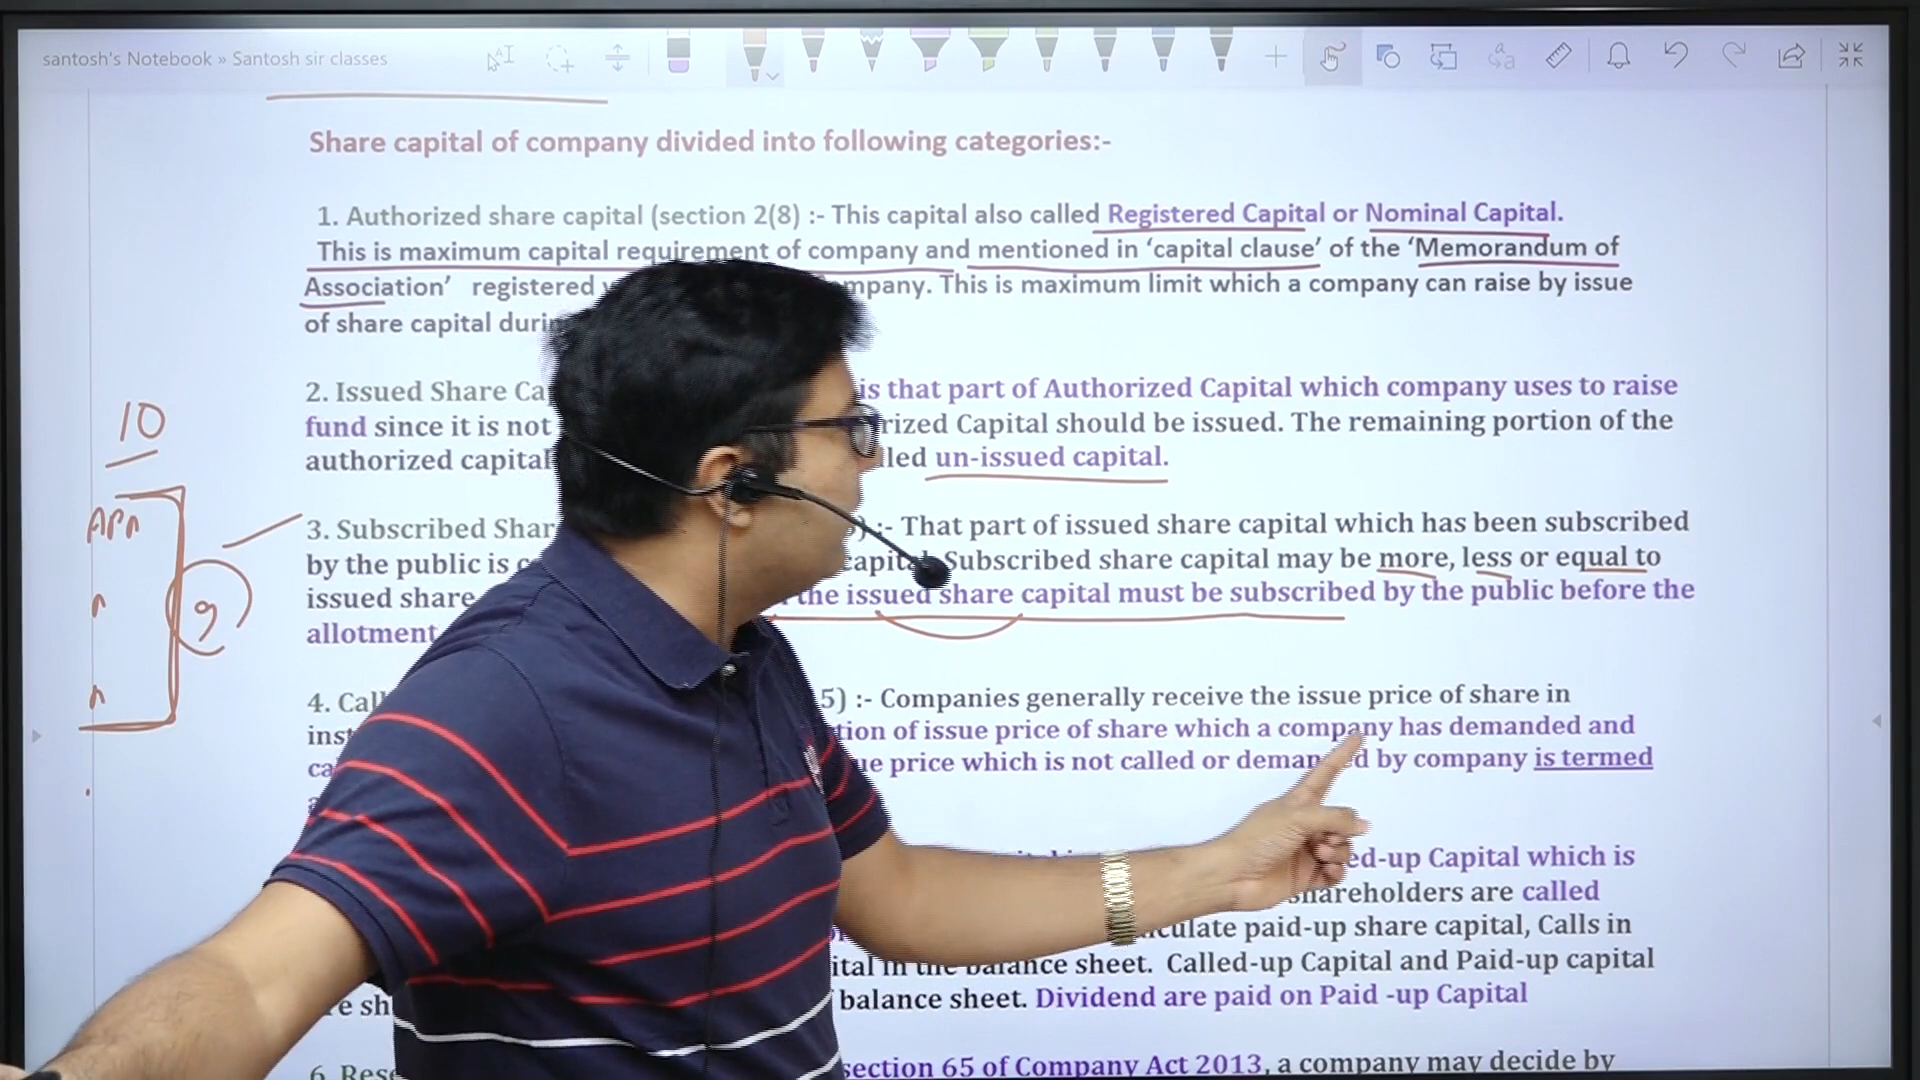 santosh's Notebook » Santosh sir classes
Share capital of company divided into following categories:-
1. Authorized share capital (section 2(8) :- This capital also called Registered Capital or Nominal Capital.
This is maximum capital requirement of company and mentioned in ‘capital clause’ of the ‘Memorandum of
Association’ registered mpany. This is maximum limit which a company can raise by issue
of share capital durin
2. Issued Share Ca is that part of Authorized Capital which company uses to raise
fund since it is not rized Capital should be issued. The remaining portion of the
authorized capital lled un-issued capital.
10
3. Subscribed Shar :- That part of issued share capital which has been subscribed
by the public is capital. Subscribed share capital may be more, less or equal to
issued share the issued share capital must be subscribed by the public before the
allotment
9
4. Call 5) :- Companies generally receive the issue price of share in
inst tion of issue price of share which a company has demanded and
ca ue price which is not called or deman d by company is termed
ed-up Capital which is
shareholders are called
culate paid-up share capital, Calls in
ital in the balance sheet. Called-up Capital and Paid-up capital
e sh balance sheet. Dividend are paid on Paid -up Capital
6. Rese section 65 of Company Act 2013, a company may decide by